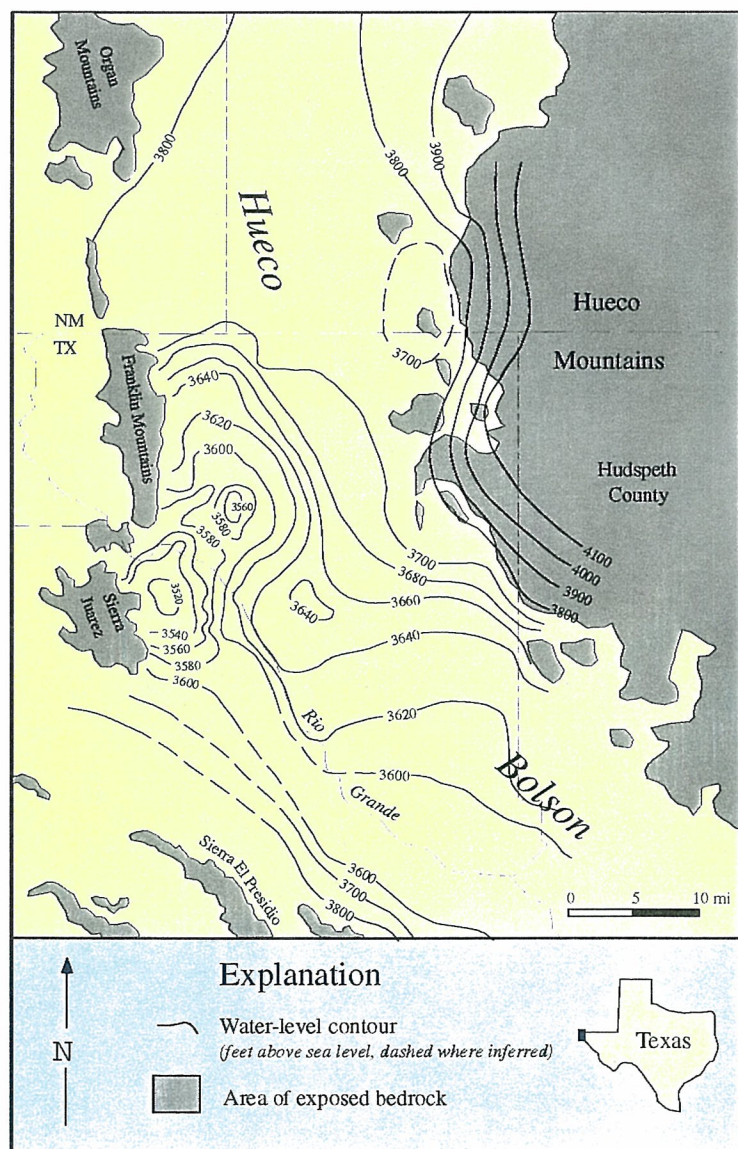 Organ
Mountains
3800
3800
3900
Hueco
NM
TX
3700
Hueco
Mountains
Franklin Mountains
3640
3620
3600
3560
3580
3580
Hudspeth
County
3700
3680
3660
4100
4000
3900
3800
Sierra
Juarez
3520
3540
3560
3580
3600
3640
3640
Rio
3620
3600
Grande
Bolson
Sierra El Presidio
3600
3700
3800
0 5 10 mi
Explanation
Water-level contour
(feet above sea level, dashed where inferred)
Area of exposed bedrock
N
Texas